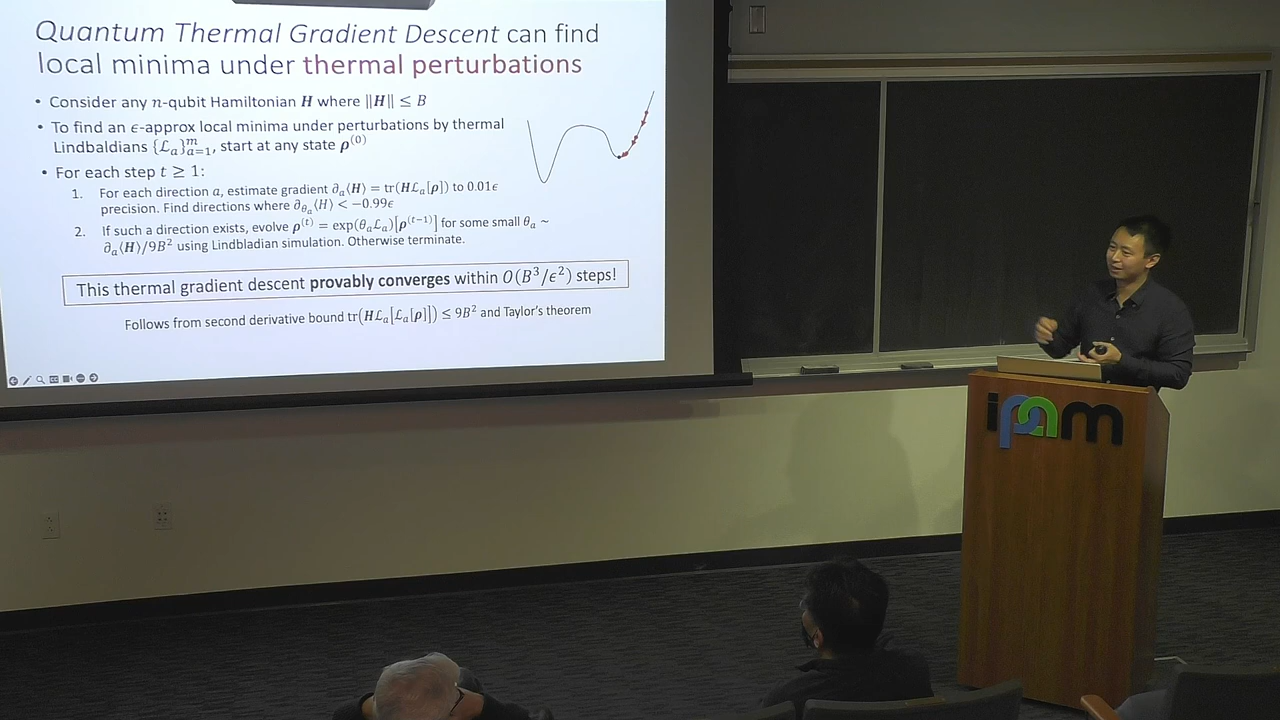 Quantum Thermal Gradient Descent can find
local minima under thermal perturbations
• Consider any n-qubit Hamiltonian H where ‖H‖ ≤ B
• To find an ϵ-approx local minima under perturbations by thermal
Lindbaldians {ℒₐ}ᵐₐ₌₁, start at any state ρ⁽⁰⁾
• For each step t ≥ 1:
1. For each direction a, estimate gradient ∂ₐ⟨H⟩ = tr(Hℒₐ[ρ]) to 0.01ϵ
precision. Find directions where ∂_θₐ⟨H⟩ < −0.99ϵ
2. If such a direction exists, evolve ρ⁽ᵗ⁾ = exp(θₐℒₐ)[ρ⁽ᵗ⁻¹⁾] for some small θₐ ~
∂ₐ⟨H⟩/9B² using Lindbladian simulation. Otherwise terminate.
This thermal gradient descent provably converges within O(B³/ϵ²) steps!
Follows from second derivative bound tr(Hℒₐ[ℒₐ[ρ]]) ≤ 9B² and Taylor's theorem
ipam